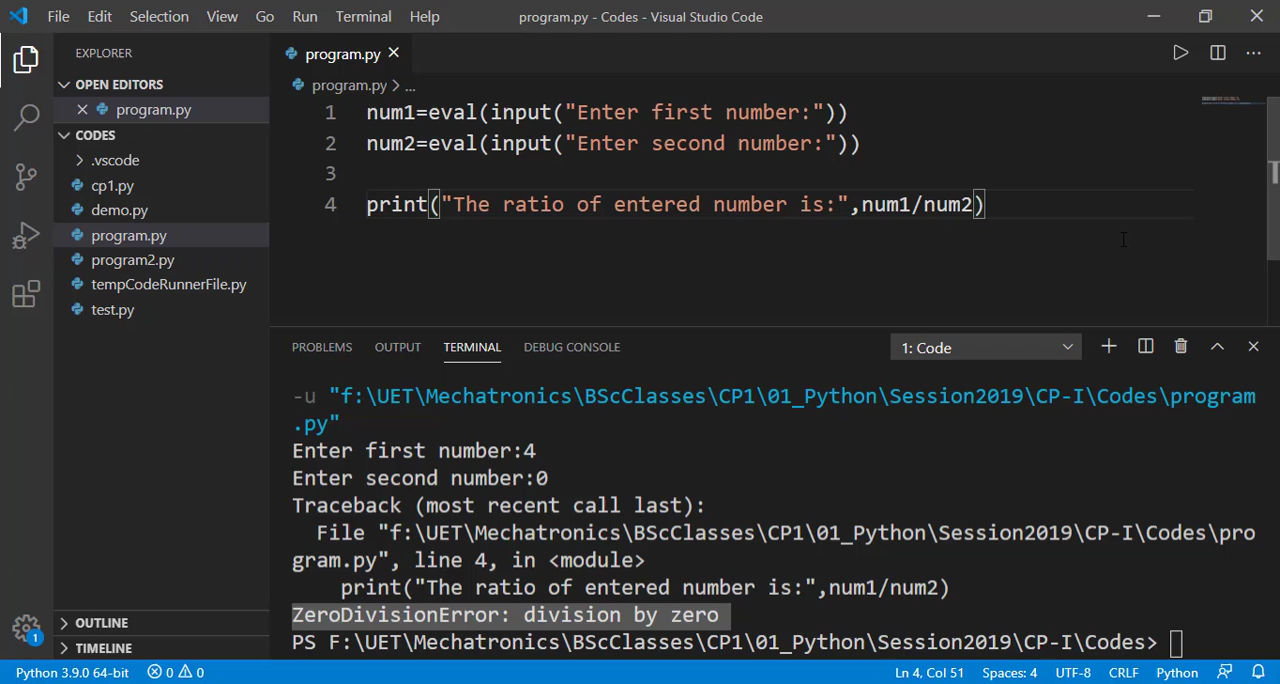 File Edit Selection View Go Run Terminal Help program.py - Codes - Visual Studio Code
EXPLORER
OPEN EDITORS
program.py
CODES
.vscode
cp1.py
demo.py
program.py
program2.py
tempCodeRunnerFile.py
test.py
OUTLINE
TIMELINE
program.py
program.py > ...
1 num1=eval(input("Enter first number:"))
2 num2=eval(input("Enter second number:"))
3
4 print("The ratio of entered number is:",num1/num2)
PROBLEMS OUTPUT TERMINAL DEBUG CONSOLE 1: Code
-u "f:\UET\Mechatronics\BScClasses\CP1\01_Python\Session2019\CP-I\Codes\program
.py"
Enter first number:4
Enter second number:0
Traceback (most recent call last):
File "f:\UET\Mechatronics\BScClasses\CP1\01_Python\Session2019\CP-I\Codes\pro
gram.py", line 4, in <module>
print("The ratio of entered number is:",num1/num2)
ZeroDivisionError: division by zero
PS F:\UET\Mechatronics\BScClasses\CP1\01_Python\Session2019\CP-I\Codes>
1
Python 3.9.0 64-bit 0 0 Ln 4, Col 51 Spaces: 4 UTF-8 CRLF Python